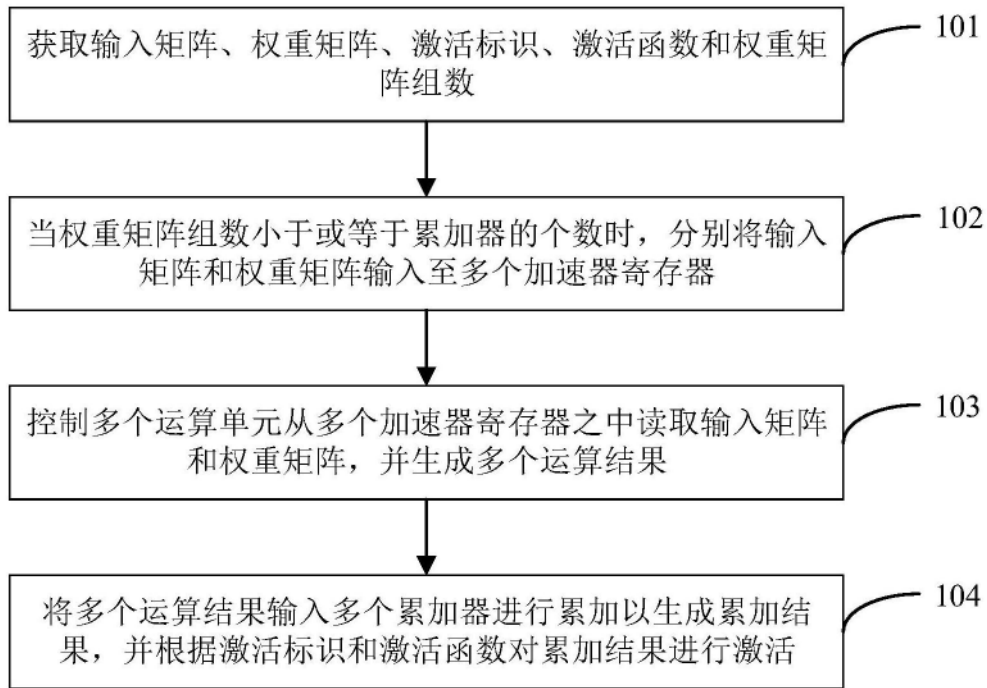 获取输入矩阵、权重矩阵、激活标识、激活函数和权重矩
阵组数
101
当权重矩阵组数小于或等于累加器的个数时，分别将输入
矩阵和权重矩阵输入至多个加速器寄存器
102
控制多个运算单元从多个加速器寄存器之中读取输入矩阵
和权重矩阵，并生成多个运算结果
103
将多个运算结果输入多个累加器进行累加以生成累加结
果，并根据激活标识和激活函数对累加结果进行激活
104